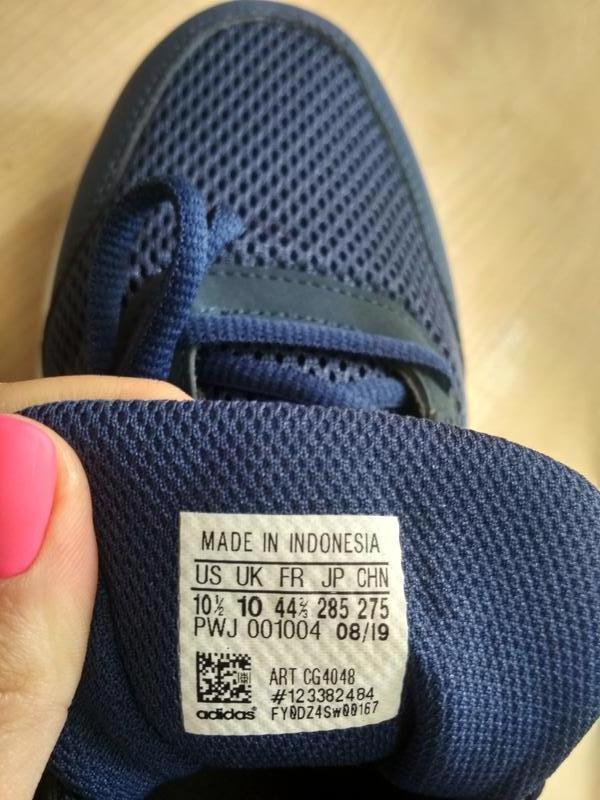 MADE IN INDONESIA
US UK FR JP CHN
10½ 10 44⅔ 285 275
PWJ 001004 08/19
ART CG4048
#123382484
adidas FY0DZ4Sw00167